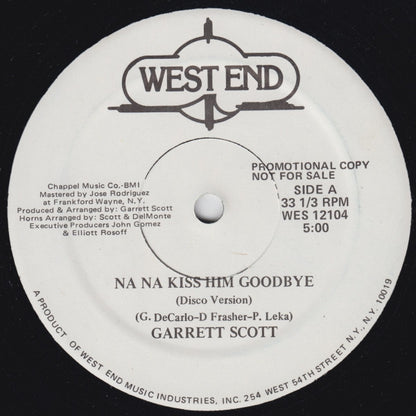 WEST END
Chappel Music Co.-BMI
Mastered by Jose Rodriguez
at Frankford Wayne, N.Y.
Produced & Arranged by: Garrett Scott
Horns Arranged by: Scott & DelMonte
Executive Producers John Gomez
& Elliott Rosoff
PROMOTIONAL COPY
NOT FOR SALE
SIDE A
33 1/3 RPM
WES 12104
5:00
NA NA KISS HIM GOODBYE
(Disco Version)
(G. DeCarlo-D Frasher-P. Leka)
GARRETT SCOTT
A PRODUCT OF WEST END MUSIC INDUSTRIES, INC. 254 WEST 54TH STREET N.Y., N.Y. 10019